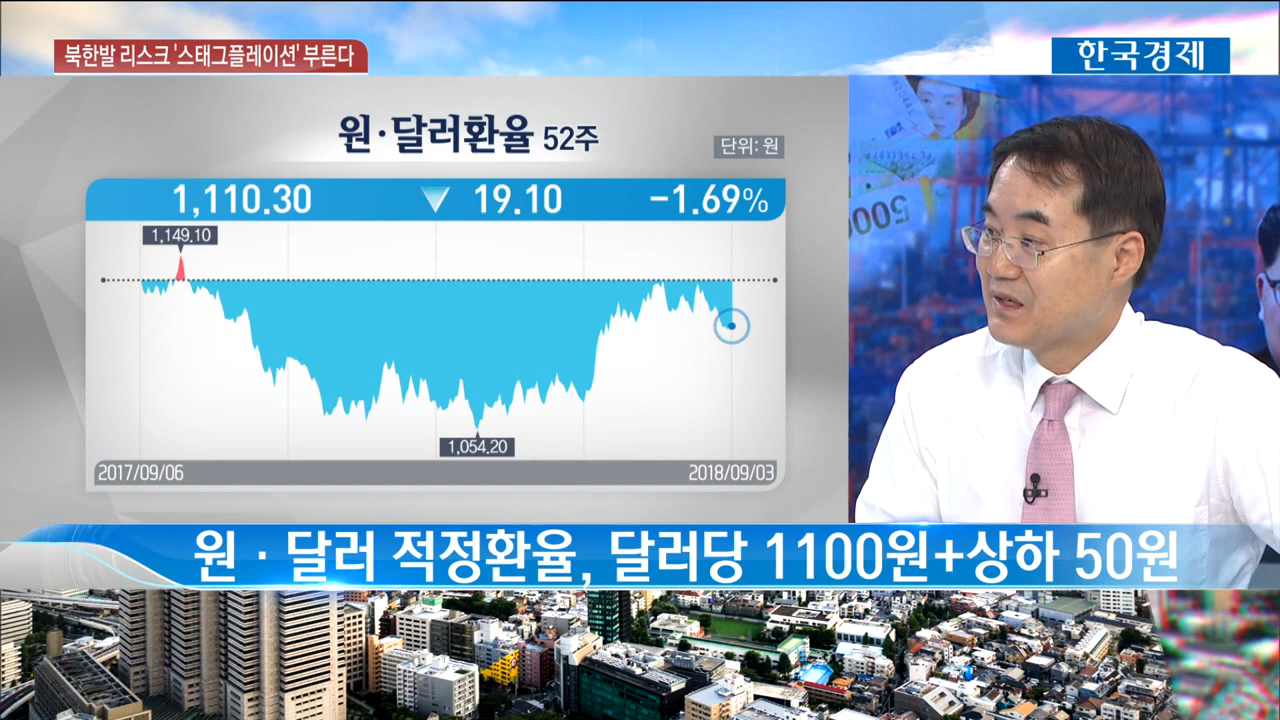 북한발 리스크 '스태그플레이션' 부른다
한국경제
원·달러환율 52주
단위: 원
1,110.30 ▼ 19.10 -1.69%
1,149.10
1,054.20
2017/09/06 2018/09/03
5000
원·달러 적정환율, 달러당 1100원+상하 50원